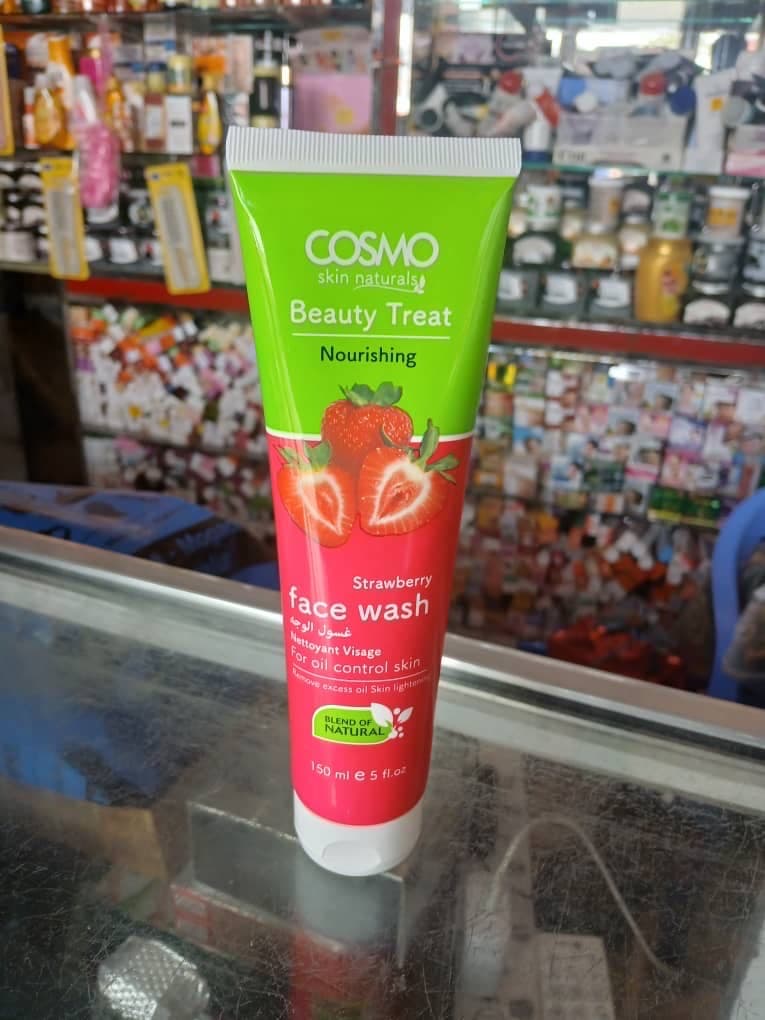 COSMO
skin naturals
Beauty Treat
Nourishing
Strawberry
face wash
غسول الوجه
Nettoyant Visage
For oil control skin
Remove excess oil Skin lightening
BLEND OF
NATURAL
150 ml e 5 fl.oz